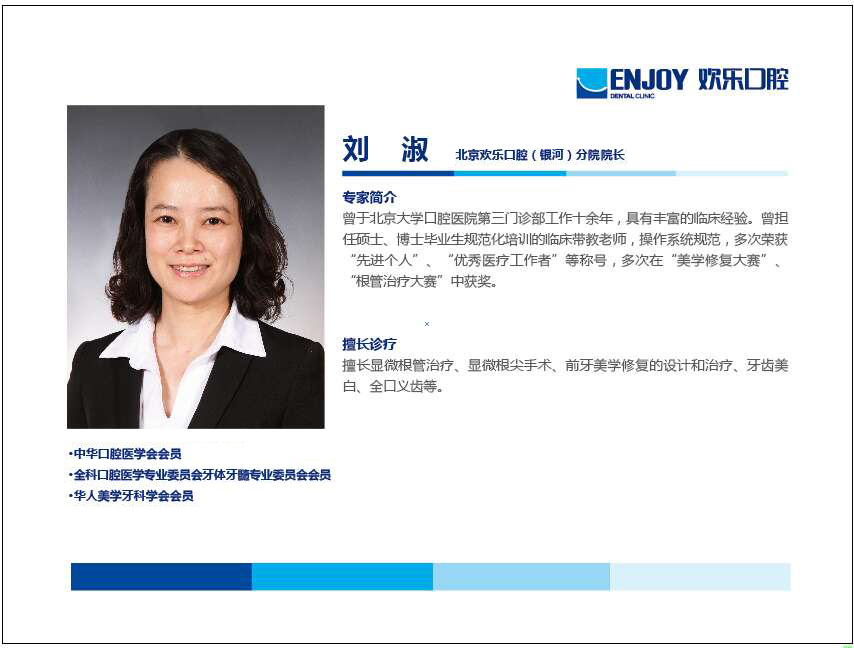 ENJOY 欢乐口腔
DENTAL CLINIC
刘 淑 北京欢乐口腔（银河）分院院长
专家简介
曾于北京大学口腔医院第三门诊部工作十余年，具有丰富的临床经验。曾担
任硕士、博士毕业生规范化培训的临床带教老师，操作系统规范，多次荣获
“先进个人”、“优秀医疗工作者”等称号，多次在“美学修复大赛”、
“根管治疗大赛”中获奖。
擅长诊疗
擅长显微根管治疗、显微根尖手术、前牙美学修复的设计和治疗、牙齿美
白、全口义齿等。
•中华口腔医学会会员
•全科口腔医学专业委员会牙体牙髓专业委员会会员
•华人美学牙科学会会员